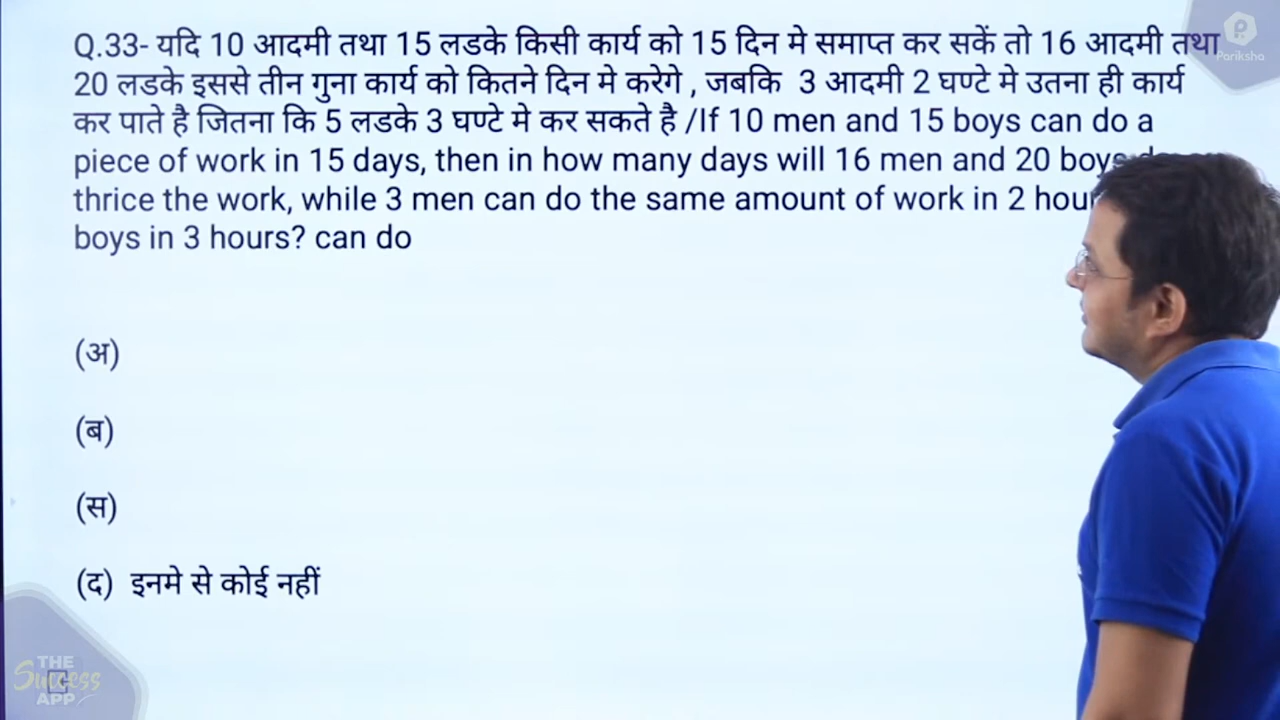 Q.33- यदि 10 आदमी तथा 15 लडके किसी कार्य को 15 दिन मे समाप्त कर सकें तो 16 आदमी तथा
20 लडके इससे तीन गुना कार्य को कितने दिन मे करेगे , जबकि 3 आदमी 2 घण्टे मे उतना ही कार्य
कर पाते है जितना कि 5 लडके 3 घण्टे मे कर सकते है /If 10 men and 15 boys can do a
piece of work in 15 days, then in how many days will 16 men and 20 boys
thrice the work, while 3 men can do the same amount of work in 2
boys in 3 hours? can do
(अ)
(ब)
(स)
(द) इनमे से कोई नहीं
Pariksha
THE
Success
APP